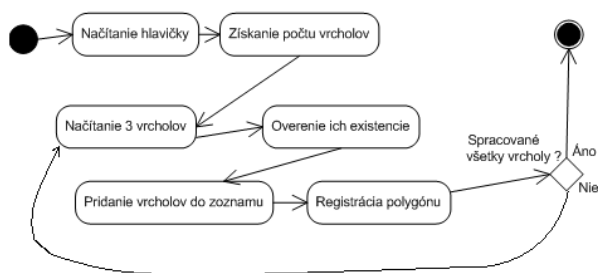 Načítanie hlavičky
Získanie počtu vrcholov
Načítanie 3 vrcholov
Overenie ich existencie
Pridanie vrcholov do zoznamu
Registrácia polygónu
Spracované
všetky vrcholy ?
Áno
Nie